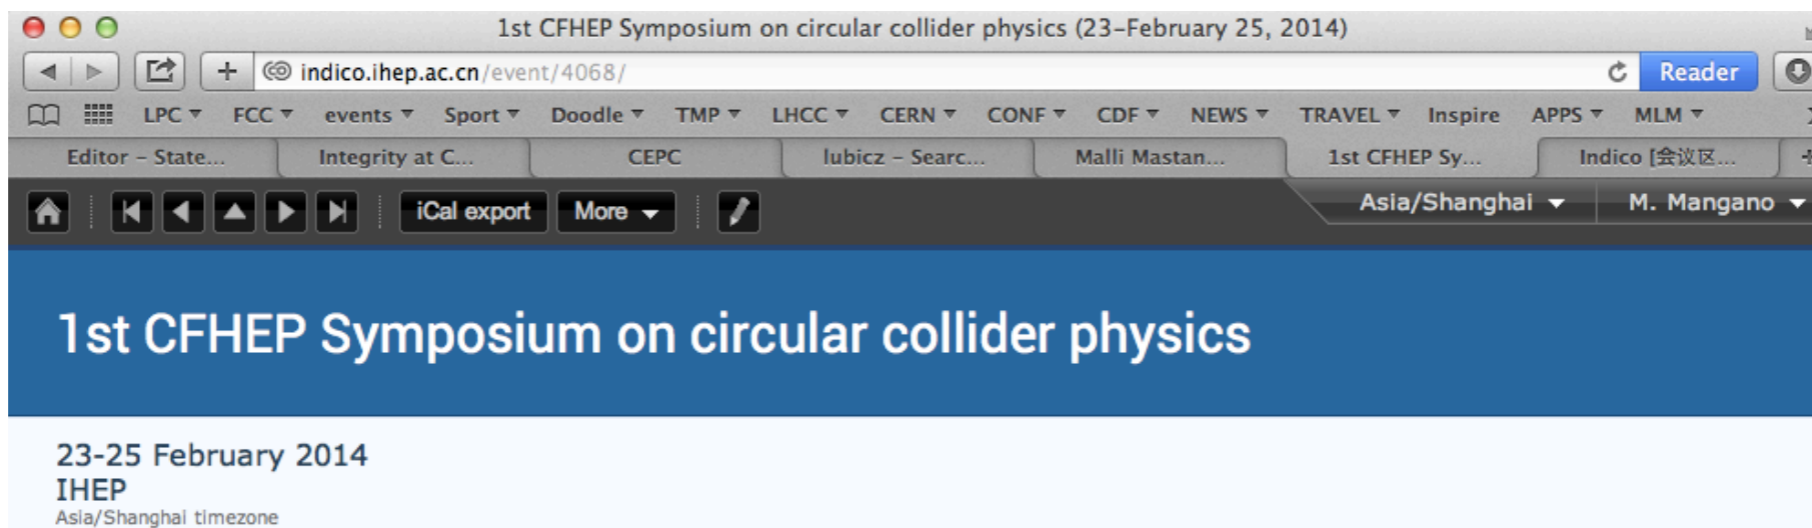 1st CFHEP Symposium on circular collider physics (23–February 25, 2014)
indico.ihep.ac.cn/event/4068/ Reader
LPC FCC events Sport Doodle TMP LHCC CERN CONF CDF NEWS TRAVEL Inspire APPS MLM
Editor – State... Integrity at C... CEPC lubicz – Searc... Malli Mastan... 1st CFHEP Sy... Indico [会议区...
iCal export More Asia/Shanghai M. Mangano
1st CFHEP Symposium on circular collider physics
23-25 February 2014
IHEP
Asia/Shanghai timezone